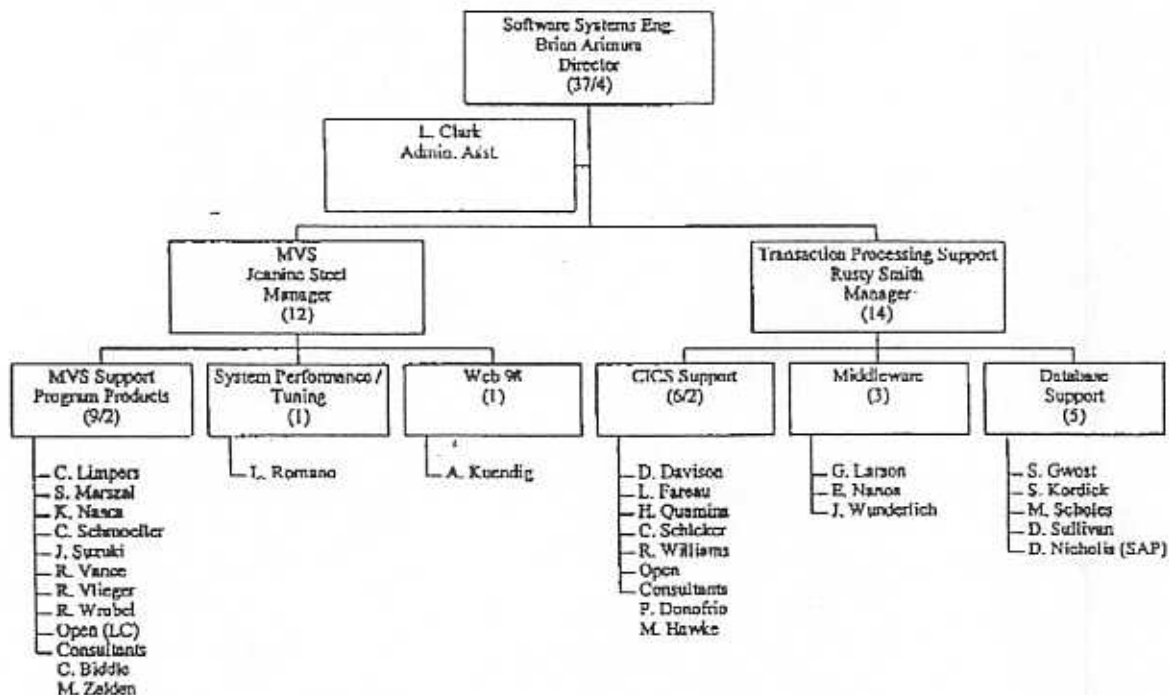 Software Systems Eng.
Brian Arimura
Director
(37/4)
L. Clark
Admin. Asst.
MVS
Jeanine Steel
Manager
(12)
Transaction Processing Support
Rusty Smith
Manager
(14)
MVS Support
Program Products
(9/2)
System Performance /
Tuning
(1)
Web 98
(1)
CICS Support
(6/2)
Middleware
(3)
Database
Support
(5)
C. Limpers
S. Marszal
K. Nasca
C. Schmoeller
J. Suzuki
R. Vance
R. Vlieger
R. Wrobel
Open (LC)
Consultants
C. Biddle
M. Zelden
L. Romano
A. Kuendig
D. Davison
L. Fareau
H. Quamina
C. Schicker
R. Williams
Open
Consultants
P. Donofrio
M. Hawke
G. Larson
E. Nanos
J. Wunderlich
S. Gwost
S. Kordick
M. Scholes
D. Sullivan
D. Nicholis (SAP)